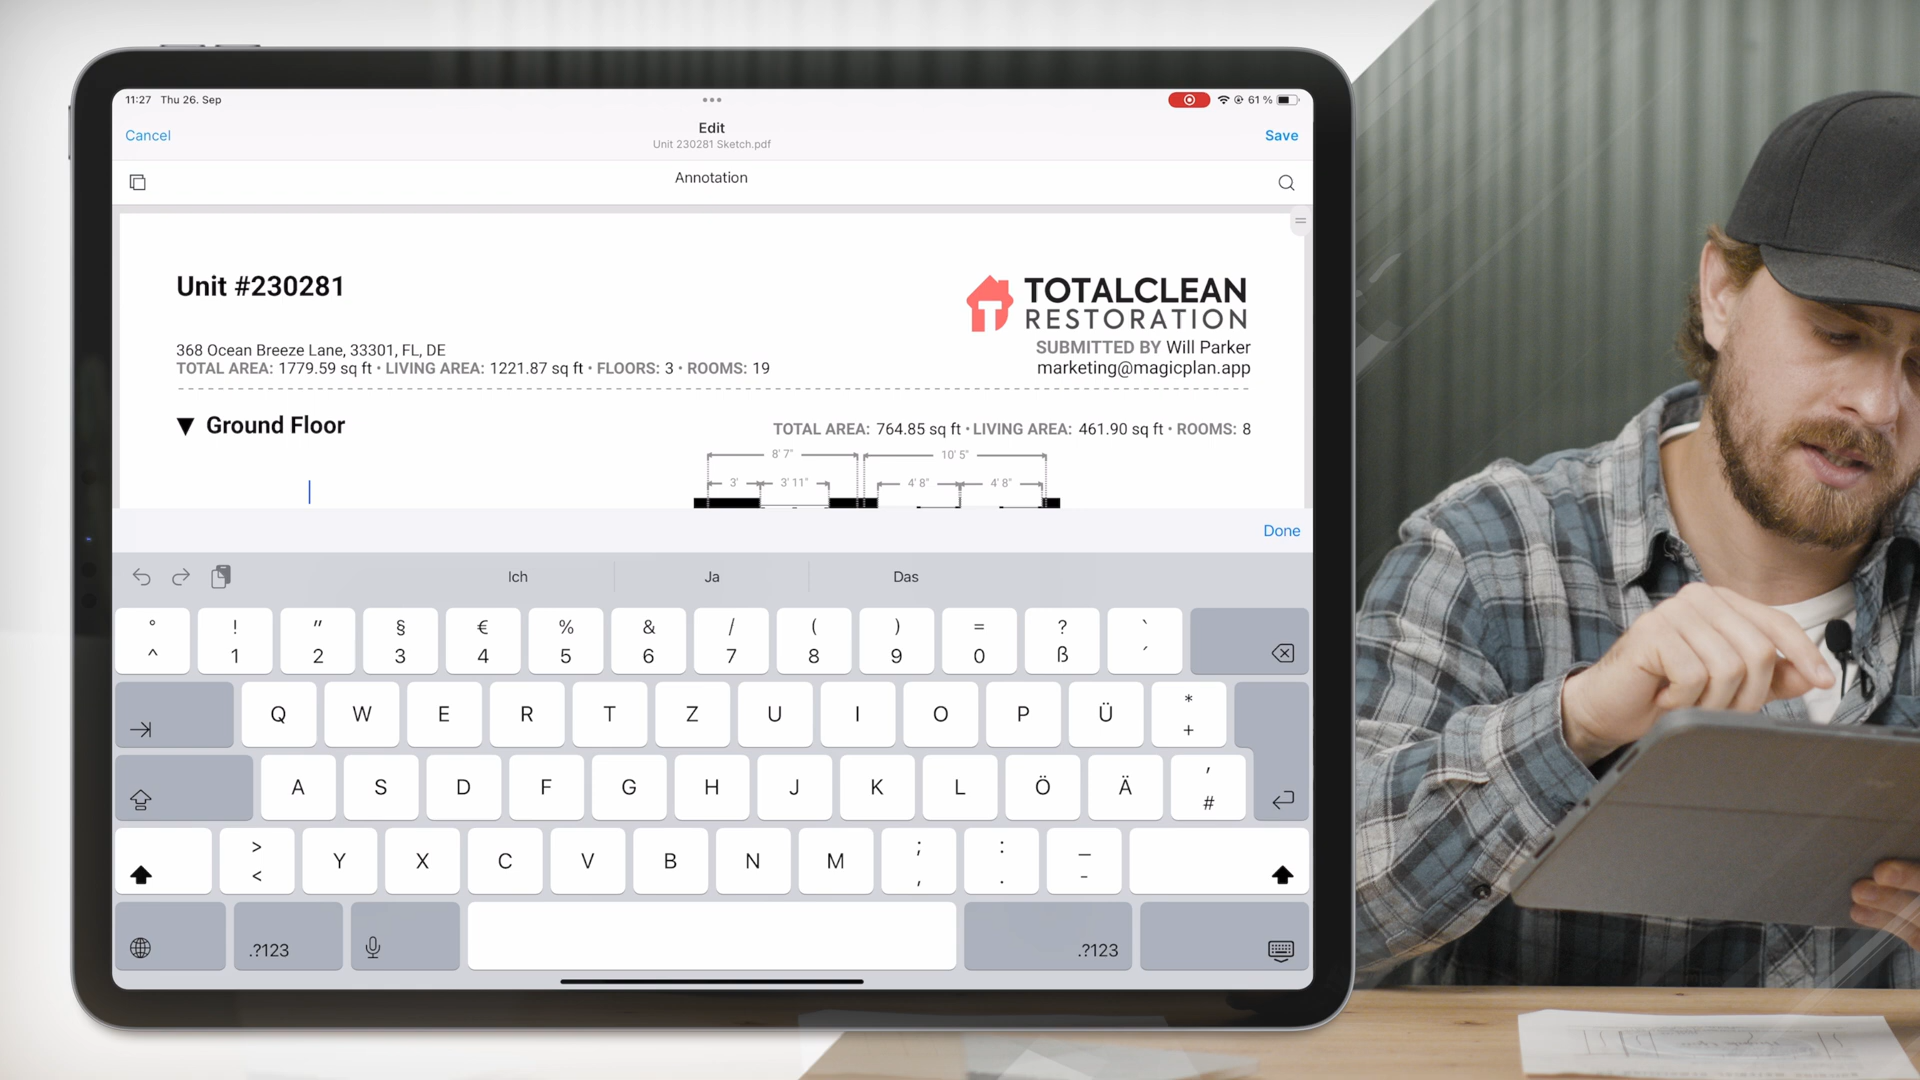 11:27 Thu 26. Sep
61 %
Cancel
Edit
Save
Unit 230281 Sketch.pdf
Annotation
Unit #230281
TOTALCLEAN
RESTORATION
368 Ocean Breeze Lane, 33301, FL, DE
SUBMITTED BY Will Parker
TOTAL AREA: 1779.59 sq ft • LIVING AREA: 1221.87 sq ft • FLOORS: 3 • ROOMS: 19
marketing@magicplan.app
▼ Ground Floor
TOTAL AREA: 764.85 sq ft • LIVING AREA: 461.90 sq ft • ROOMS: 8
8' 7" 10' 5"
3' 3' 11" 4' 8" 4' 8"
Done
Ich Ja Das
° ! " § € % & / ( ) = ? `
^ 1 2 3 4 5 6 7 8 9 0 ß ´
Q W E R T Z U I O P Ü * +
A S D F G H J K L Ö Ä ' #
> < Y X C V B N M ; , : . _ -
.?123 .?123